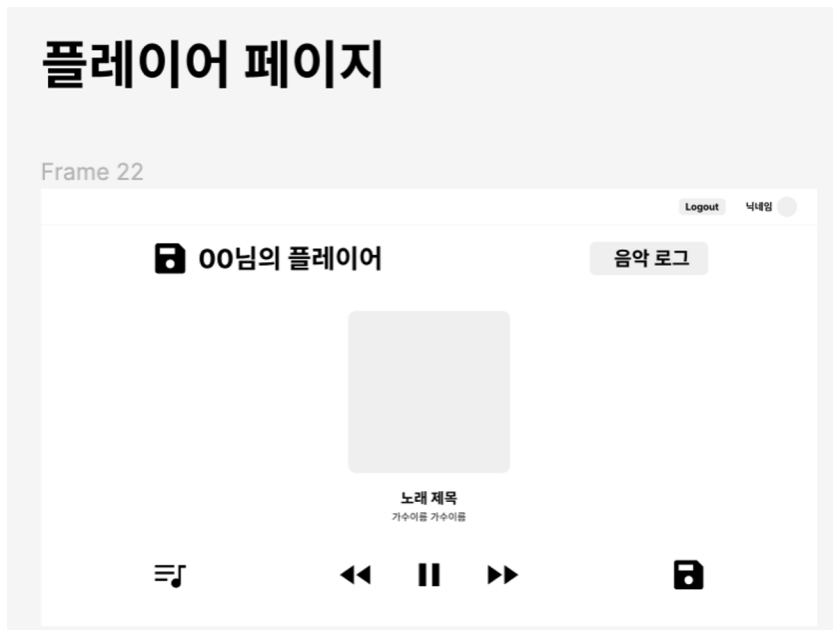 플레이어 페이지
Frame 22
Logout 닉네임
00님의 플레이어 음악 로그
노래 제목
가수이름 가수이름